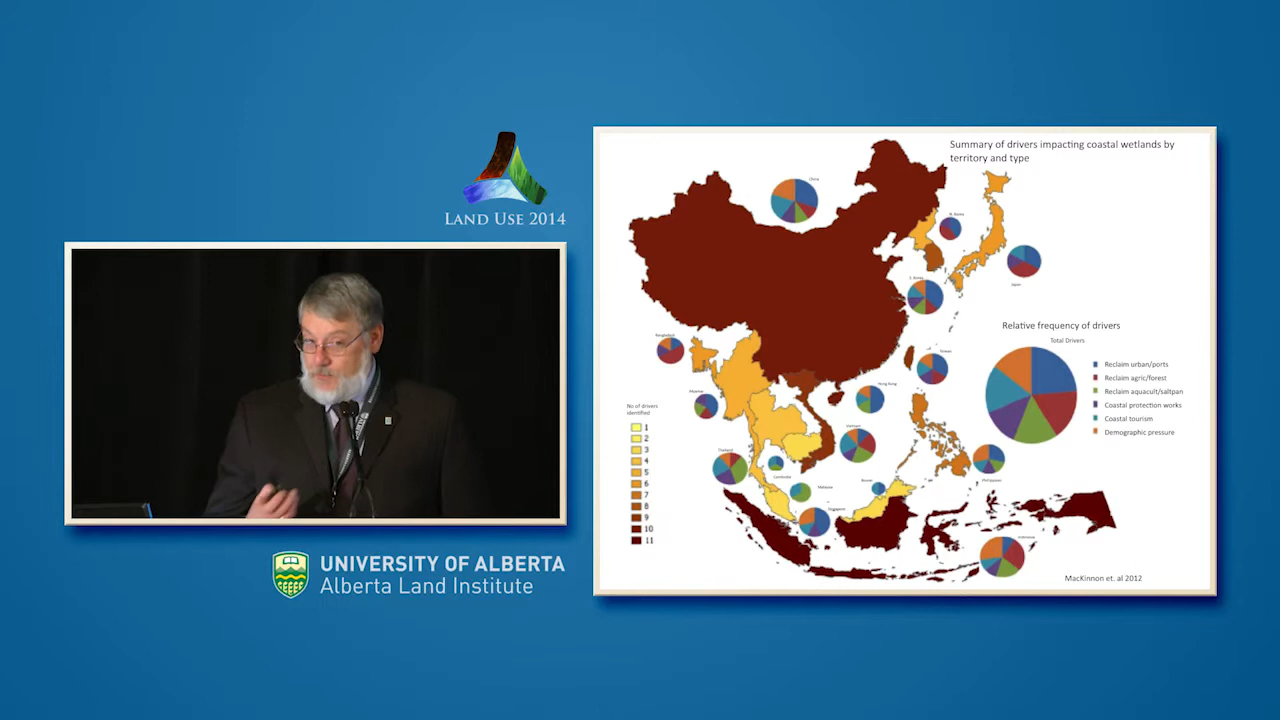 LAND USE 2014
UNIVERSITY OF ALBERTA
Alberta Land Institute
Summary of drivers impacting coastal wetlands by
territory and type
China
N. Korea
Japan
S. Korea
Relative frequency of drivers
Total Drivers
Bangladesh
Taiwan
Reclaim urban/ports
Reclaim agric/forest
Reclaim aquacult/saltpan
Coastal protection works
Coastal tourism
Demographic pressure
Myanmar
Hong Kong
No of drivers
identified
1
2
3
4
5
6
7
8
9
10
11
Vietnam
Thailand
Cambodia
Malaysia
Brunei
Philippines
Singapore
Indonesia
MacKinnon et. al 2012